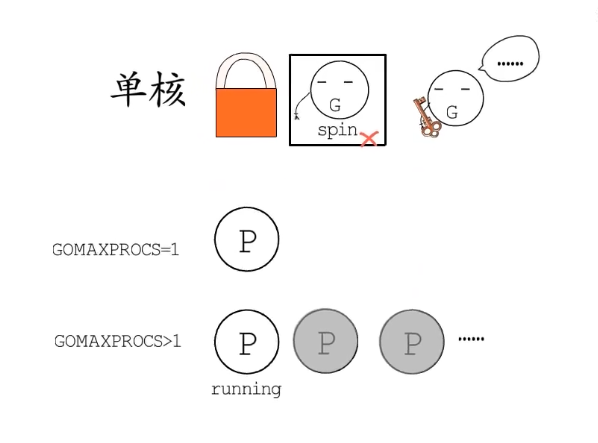 单核
......
G
G
spin
GOMAXPROCS=1
P
GOMAXPROCS>1
P
P
P
......
running